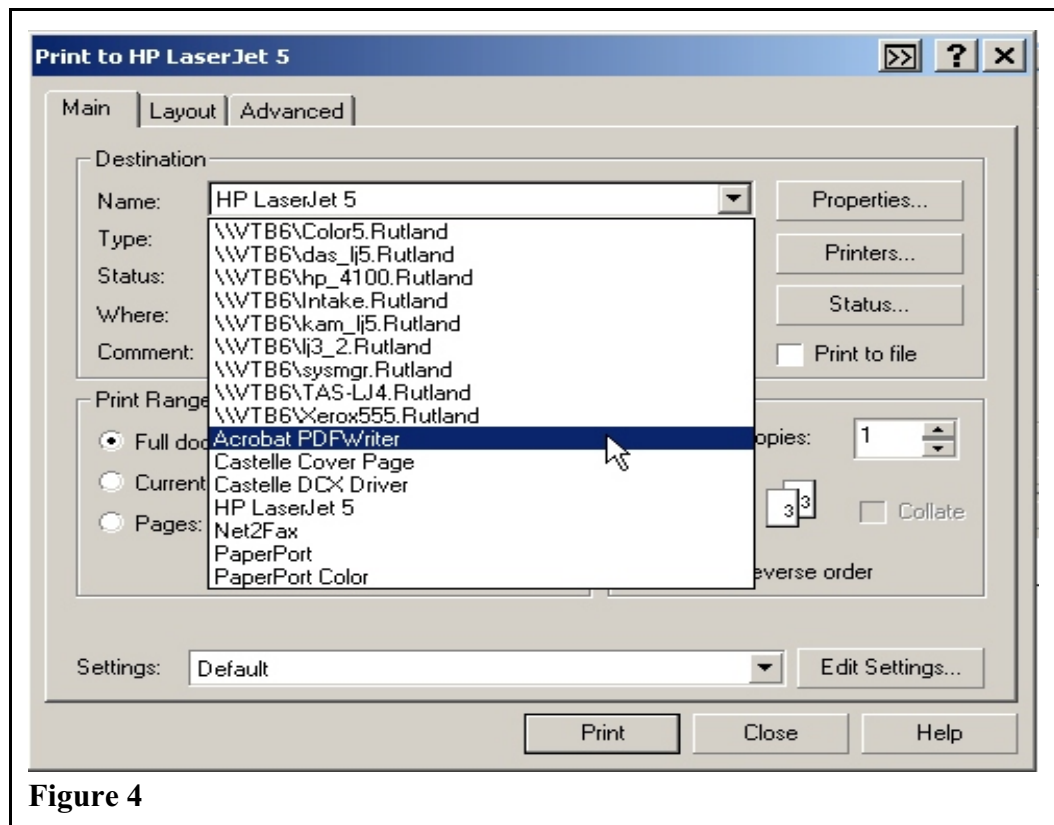 Print to HP LaserJet 5
Main Layout Advanced
Destination
Name: HP LaserJet 5 Properties...
\\VTB6\Color5.Rutland
Type:
\\VTB6\das_lj5.Rutland
Printers...
\\VTB6\hp_4100.Rutland
Status:
\\VTB6\Intake.Rutland
Status...
Where:
\\VTB6\kam_lj5.Rutland
\\VTB6\lj3_2.Rutland
Comment: Print to file
\\VTB6\sysmgr.Rutland
\\VTB6\TAS-LJ4.Rutland
Print Range
\\VTB6\Xerox555.Rutland
Full doc Acrobat PDFWriter opies: 1
Castelle Cover Page
Current Castelle DCX Driver
HP LaserJet 5
3 3 Collate
Pages: Net2Fax
PaperPort
PaperPort Color everse order
Settings: Default Edit Settings...
Print Close Help
Figure 4